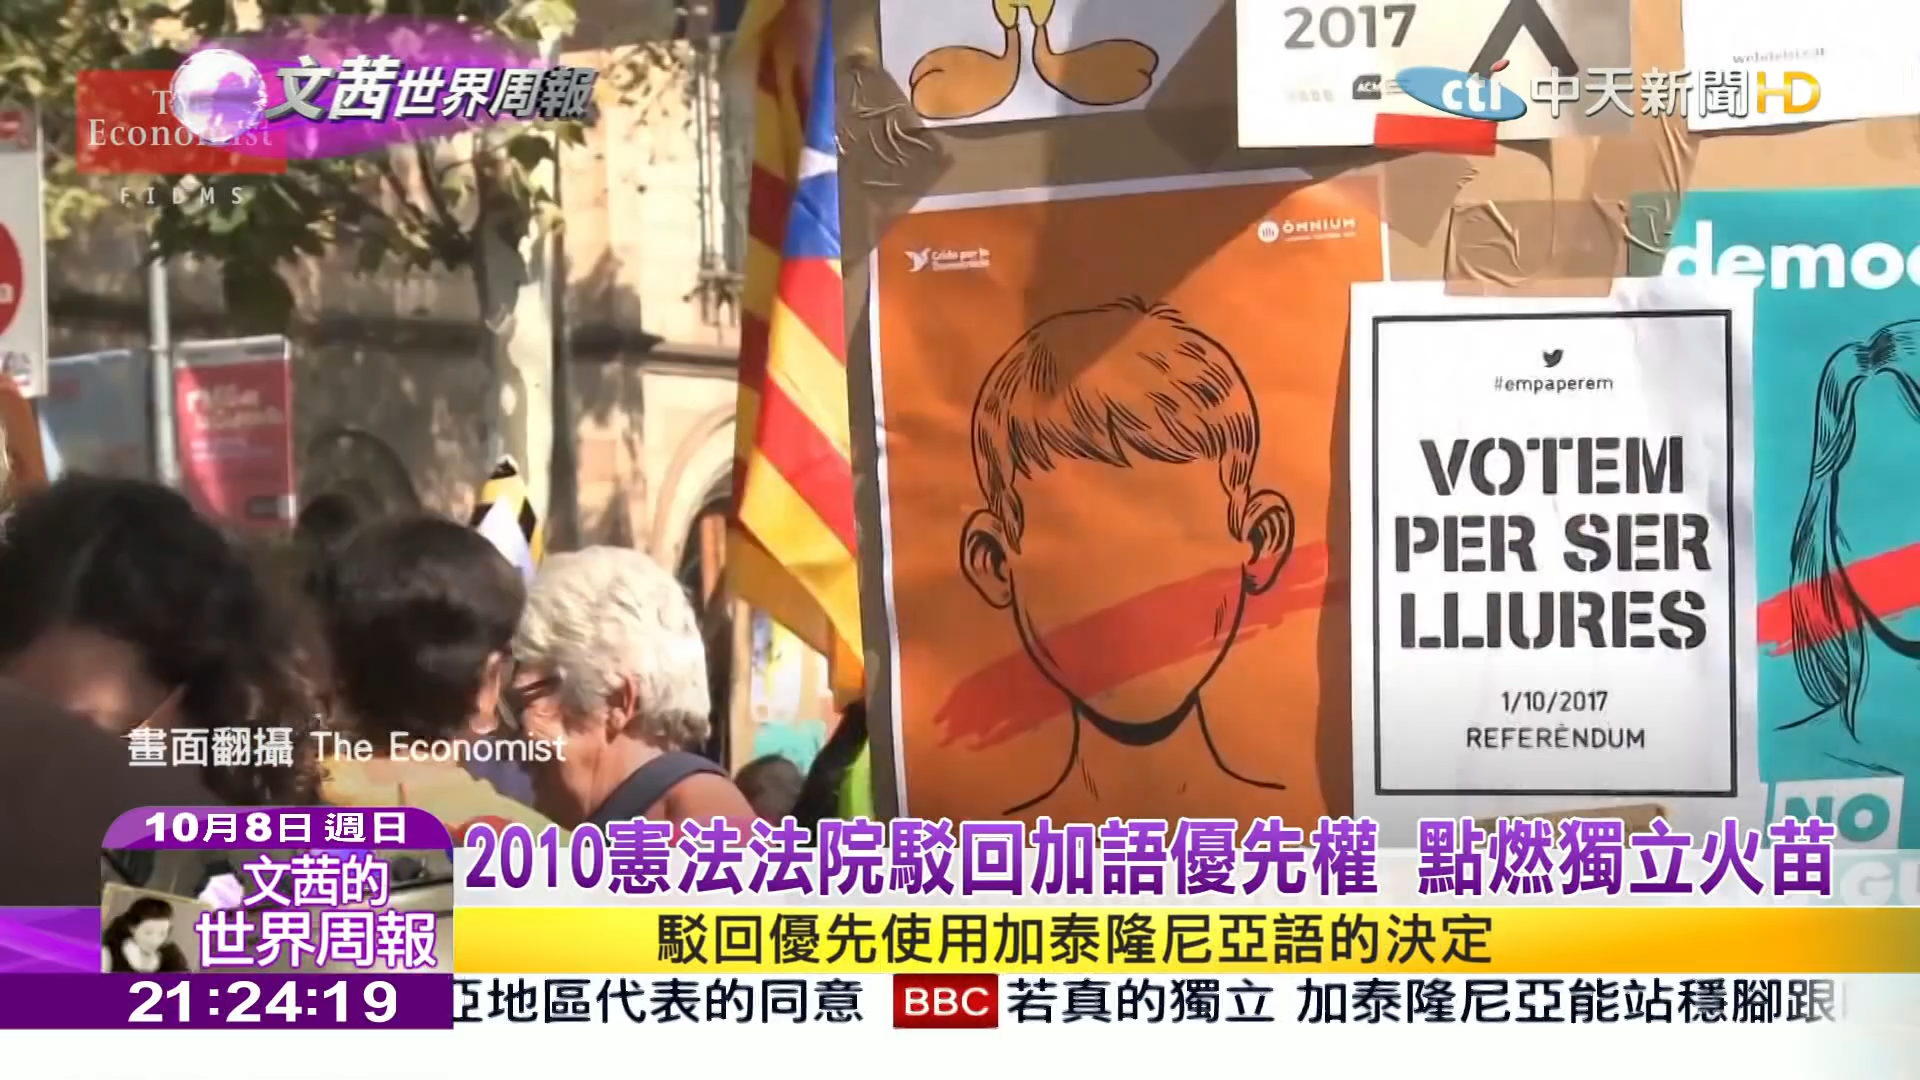 文茜世界周報
The
Economist
FILMS
2017
cti 中天新聞HD
ÒMNIUM
democ
#empaperem
VOTEM
PER SER
LLIURES
1/10/2017
REFERÈNDUM
NO
畫面翻攝 The Economist
10月8日 週日
文茜的
世界周報
2010憲法法院駁回加語優先權 點燃獨立火苗
駁回優先使用加泰隆尼亞語的決定
21:24:19
亞地區代表的同意 BBC 若真的獨立 加泰隆尼亞能站穩腳跟